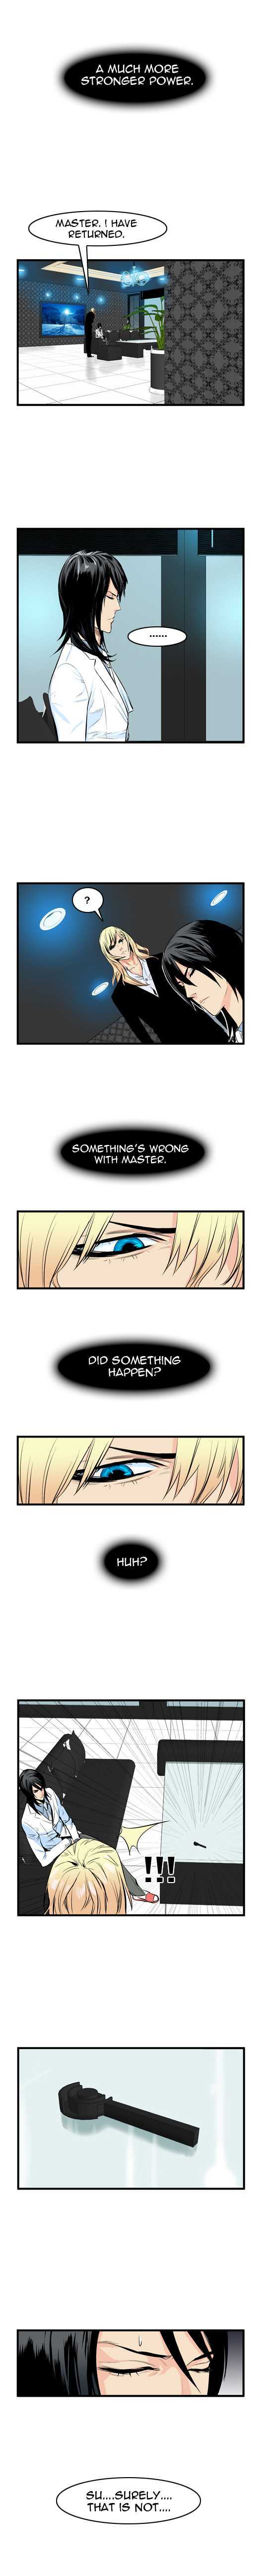 A MUCH MORE
STRONGER POWER.
MASTER. I HAVE
RETURNED.
......
?
SOMETHING'S WRONG
WITH MASTER.
DID SOMETHING
HAPPEN?
HUH?
!!!
SU....SURELY....
THAT IS NOT....